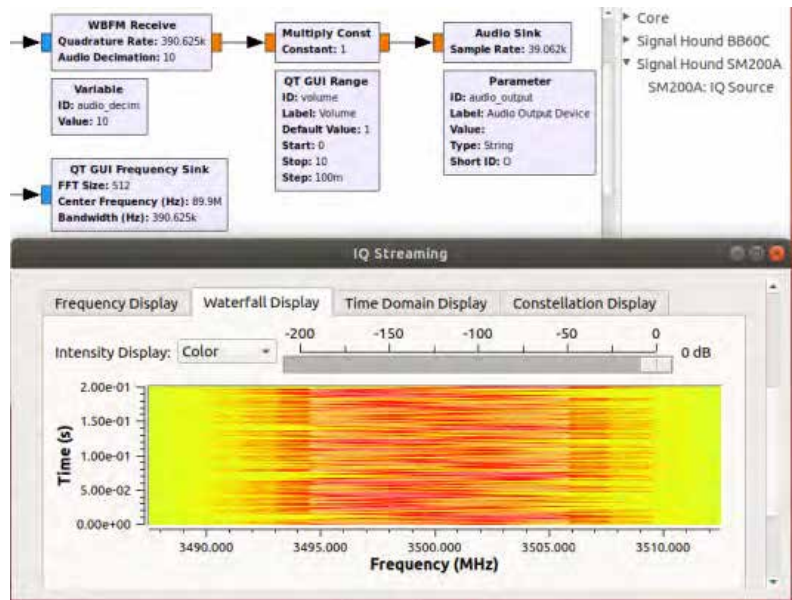 WBFM Receive
Quadrature Rate: 390.625k
Audio Decimation: 10
Multiply Const
Constant: 1
Audio Sink
Sample Rate: 39.062k
Core
Signal Hound BB60C
Signal Hound SM200A
SM200A: IQ Source
Variable
ID: audio_decim
Value: 10
QT GUI Range
ID: volume
Label: Volume
Default Value: 1
Start: 0
Stop: 10
Step: 100m
Parameter
ID: audio_output
Label: Audio Output Device
Value:
Type: String
Short ID: O
QT GUI Frequency Sink
FFT Size: 512
Center Frequency (Hz): 89.9M
Bandwidth (Hz): 390.625k
IQ Streaming
Frequency Display Waterfall Display Time Domain Display Constellation Display
-200 -150 -100 -50 0
Intensity Display: Color 0 dB
2.00e-01
1.50e-01
1.00e-01
5.00e-02
0.00e+00
Time (s)
3490.000 3495.000 3500.000 3505.000 3510.000
Frequency (MHz)